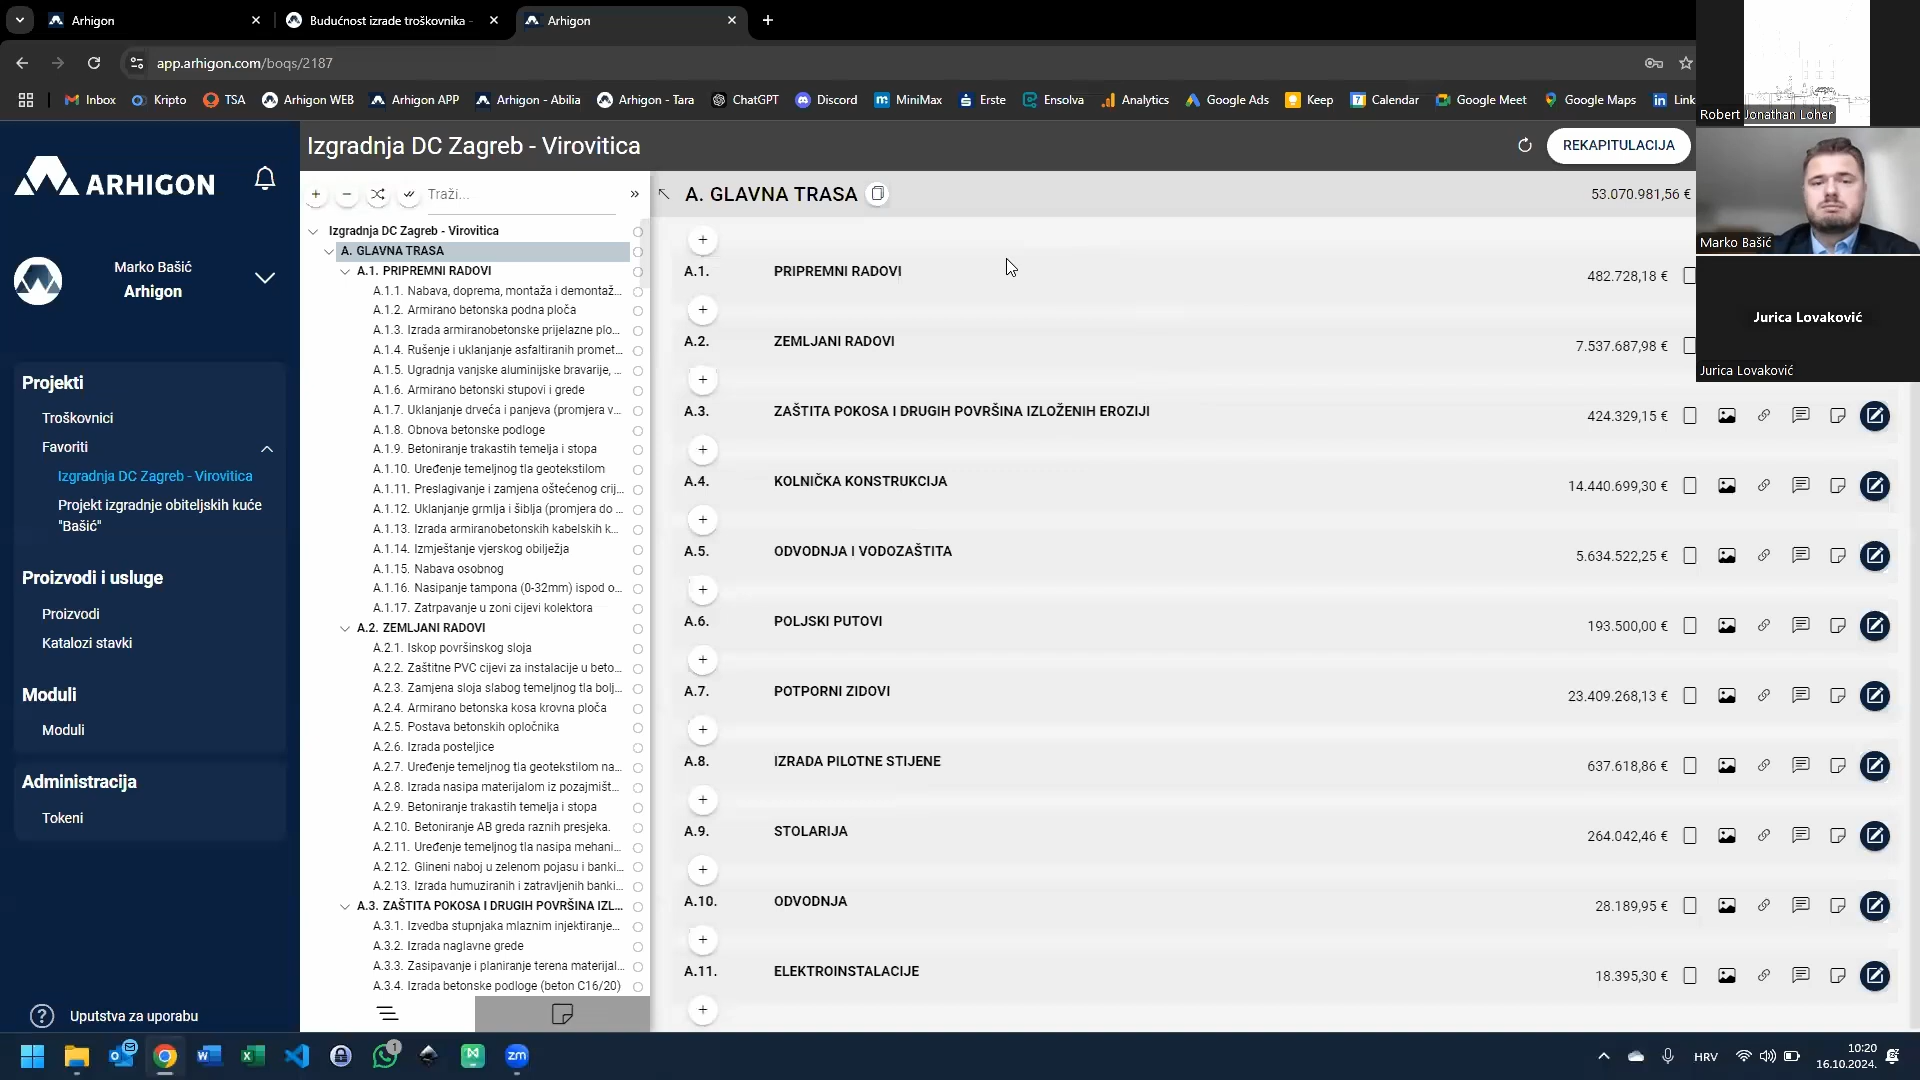 Arhigon
Budućnost izrade troškovnika -
Arhigon
app.arhigon.com/boqs/2187
Inbox
Kripto
TSA
Arhigon WEB
Arhigon APP
Arhigon - Abilia
Arhigon - Tara
ChatGPT
Discord
MiniMax
Erste
Ensolva
Analytics
Google Ads
Keep
Calendar
Google Meet
Google Maps
Link
Robert Jonathan Loher
Marko Bašić
Jurica Lovaković
Jurica Lovaković
ARHIGON
Marko Bašić
Arhigon
Projekti
Troškovnici
Favoriti
Izgradnja DC Zagreb - Virovitica
Projekt izgradnje obiteljskih kuće
"Bašić"
Proizvodi i usluge
Proizvodi
Katalozi stavki
Moduli
Moduli
Administracija
Tokeni
Uputstva za uporabu
Izgradnja DC Zagreb - Virovitica
REKAPITULACIJA
Traži...
Izgradnja DC Zagreb - Virovitica
A. GLAVNA TRASA
A.1. PRIPREMNI RADOVI
A.1.1. Nabava, doprema, montaža i demontaž...
A.1.2. Armirano betonska podna ploča
A.1.3. Izrada armiranobetonske prijelazne plo...
A.1.4. Rušenje i uklanjanje asfaltiranih promet...
A.1.5. Ugradnja vanjske aluminijske bravarije, ...
A.1.6. Armirano betonski stupovi i grede
A.1.7. Uklanjanje drveća i panjeva (promjera v...
A.1.8. Obnova betonske podloge
A.1.9. Betoniranje trakastih temelja i stopa
A.1.10. Uređenje temeljnog tla geotekstilom
A.1.11. Preslagivanje i zamjena oštećenog crij...
A.1.12. Uklanjanje grmlja i šiblja (promjera do ...
A.1.13. Izrada armiranobetonskih kabelskih k...
A.1.14. Izmještanje vjerskog obilježja
A.1.15. Nabava osobnog
A.1.16. Nasipanje tampona (0-32mm) ispod o...
A.1.17. Zatrpavanje u zoni cijevi kolektora
A.2. ZEMLJANI RADOVI
A.2.1. Iskop površinskog sloja
A.2.2. Zaštitne PVC cijevi za instalacije u beto...
A.2.3. Zamjena sloja slabog temeljnog tla bolj...
A.2.4. Armirano betonska kosa krovna ploča
A.2.5. Postava betonskih opločnika
A.2.6. Izrada posteljice
A.2.7. Uređenje temeljnog tla geotekstilom na...
A.2.8. Izrada nasipa materijalom iz pozajmišt...
A.2.9. Betoniranje trakastih temelja i stopa
A.2.10. Betoniranje AB greda raznih presjeka.
A.2.11. Uređenje temeljnog tla nasipa mehani...
A.2.12. Glineni naboj u zelenom pojasu i banki...
A.2.13. Izrada humuziranih i zatravljenih banki...
A.3. ZAŠTITA POKOSA I DRUGIH POVRŠINA IZL...
A.3.1. Izvedba stupnjaka mlaznim injektiranje...
A.3.2. Izrada naglavne grede
A.3.3. Zasipavanje i planiranje terena materijal...
A.3.4. Izrada betonske podloge (beton C16/20)
A. GLAVNA TRASA
53.070.981,56 €
A.1. PRIPREMNI RADOVI 482.728,18 €
A.2. ZEMLJANI RADOVI 7.537.687,98 €
A.3. ZAŠTITA POKOSA I DRUGIH POVRŠINA IZLOŽENIH EROZIJI 424.329,15 €
A.4. KOLNIČKA KONSTRUKCIJA 14.440.699,30 €
A.5. ODVODNJA I VODOZAŠTITA 5.634.522,25 €
A.6. POLJSKI PUTOVI 193.500,00 €
A.7. POTPORNI ZIDOVI 23.409.268,13 €
A.8. IZRADA PILOTNE STIJENE 637.618,86 €
A.9. STOLARIJA 264.042,46 €
A.10. ODVODNJA 28.189,95 €
A.11. ELEKTROINSTALACIJE 18.395,30 €
1
zm
HRV
10:20
16.10.2024.